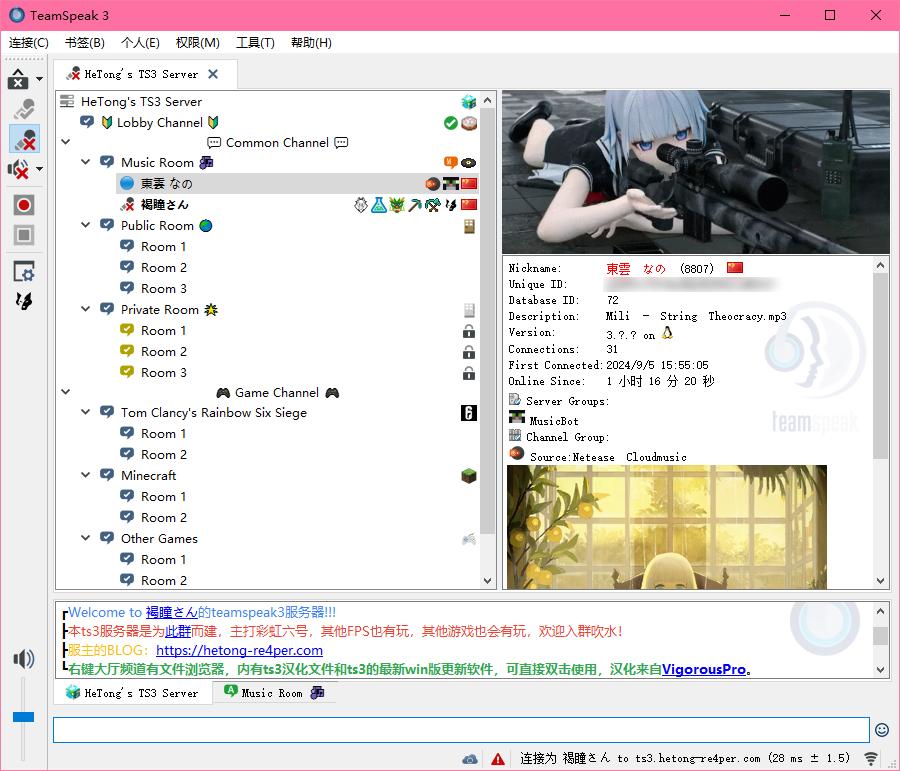 TeamSpeak 3
连接(C) 书签(B) 个人(E) 权限(M) 工具(T) 帮助(H)
HeTong's TS3 Server
HeTong's TS3 Server
Lobby Channel
Common Channel
Music Room
東雲 なの
褐瞳さん
Public Room
Room 1
Room 2
Room 3
Private Room
Room 1
Room 2
Room 3
Game Channel
Tom Clancy's Rainbow Six Siege
Room 1
Room 2
Minecraft
Room 1
Room 2
Other Games
Room 1
Room 2
Nickname: 東雲 なの (8807)
Unique ID:
Database ID: 72
Description: Mili - String Theocracy.mp3
Version: 3.?.? on
Connections: 31
First Connected: 2024/9/5 15:55:05
Online Since: 1 小时 16 分 20 秒
Server Groups:
MusicBot
Channel Group:
Source:Netease Cloudmusic
teamspeak
┏Welcome to 褐瞳さん的teamspeak3服务器!!!
┣本ts3服务器是为此群而建，主打彩虹六号，其他FPS也有玩，其他游戏也会有玩，欢迎入群吹水!
┣服主的BLOG：https://hetong-re4per.com
┗右键大厅频道有文件浏览器，内有ts3汉化文件和ts3的最新win版更新软件，可直接双击使用，汉化来自VigorousPro。
HeTong's TS3 Server
Music Room
连接为 褐瞳さん to ts3.hetong-re4per.com (28 ms ± 1.5)